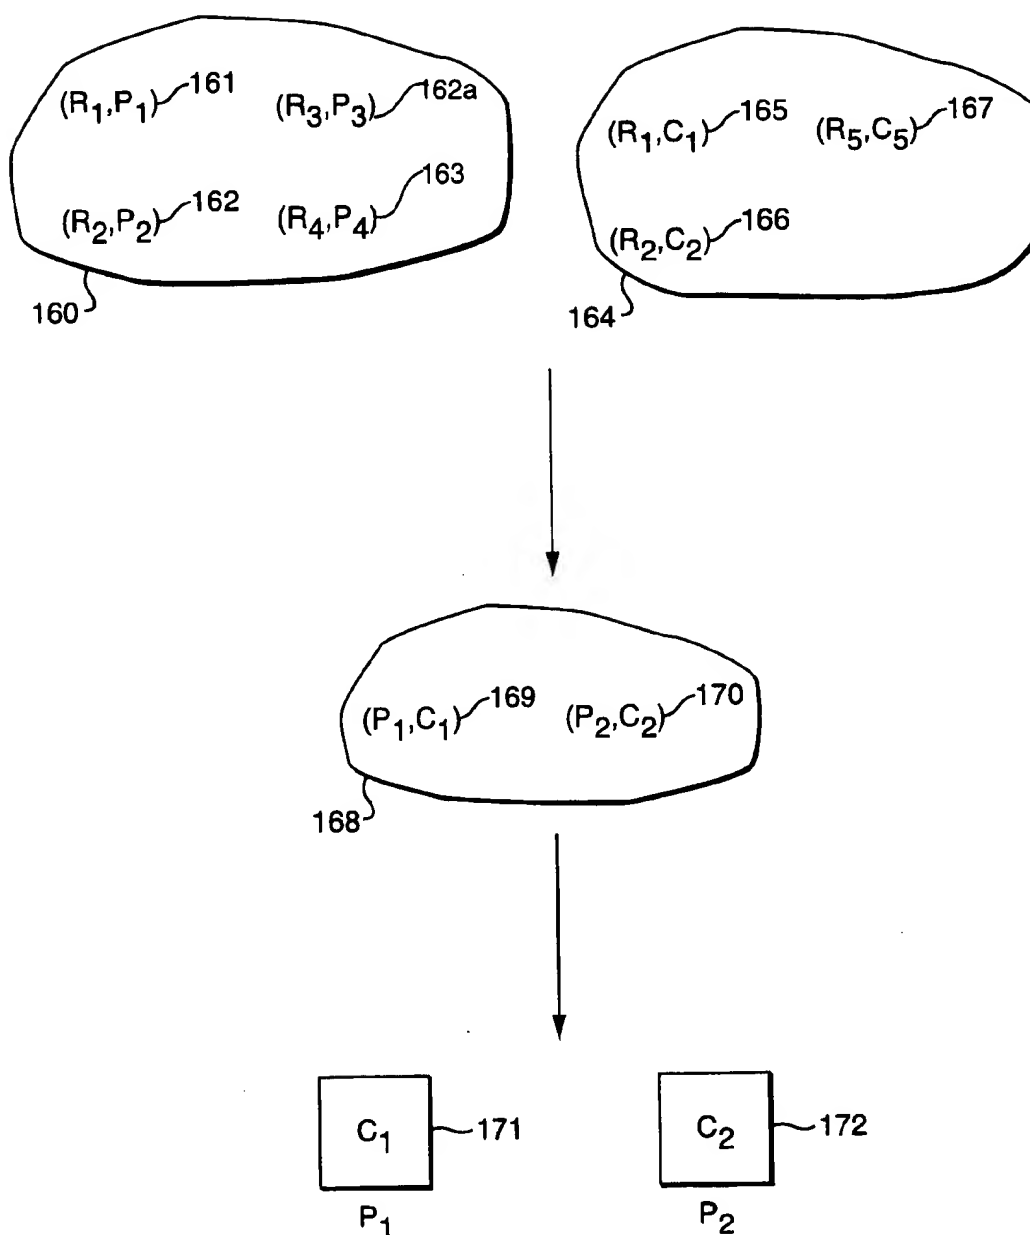 (R₁,P₁) 161 (R₃,P₃) 162a
(R₂,P₂) 162 (R₄,P₄) 163
160
(R₁,C₁) 165 (R₅,C₅) 167
(R₂,C₂) 166
164
(P₁,C₁) 169 (P₂,C₂) 170
168
C₁ 171 C₂ 172
P₁ P₂